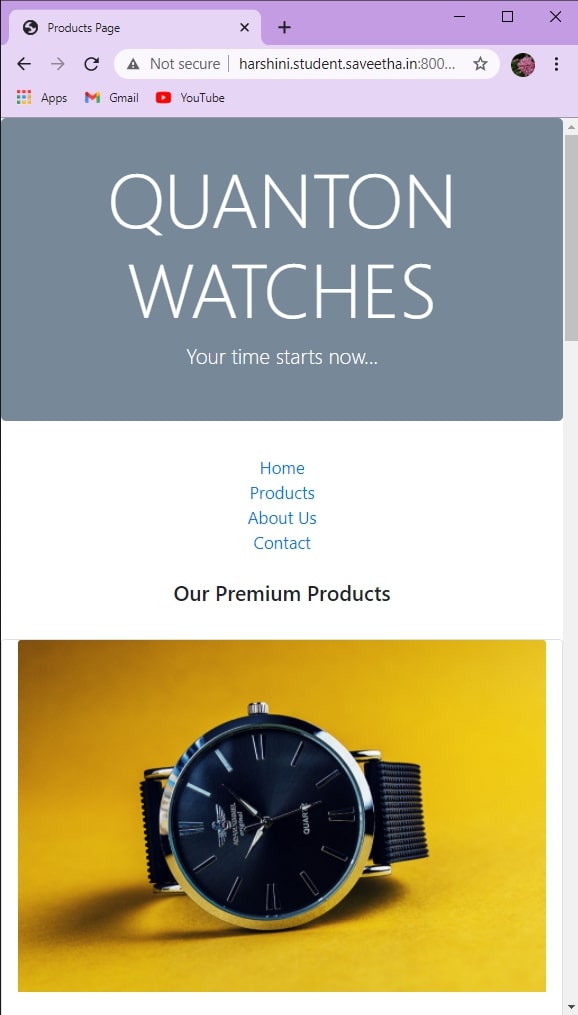 Products Page
Not secure harshini.student.saveetha.in:800...
Apps Gmail YouTube
QUANTON
WATCHES
Your time starts now...
Home
Products
About Us
Contact
Our Premium Products
QUARTZ